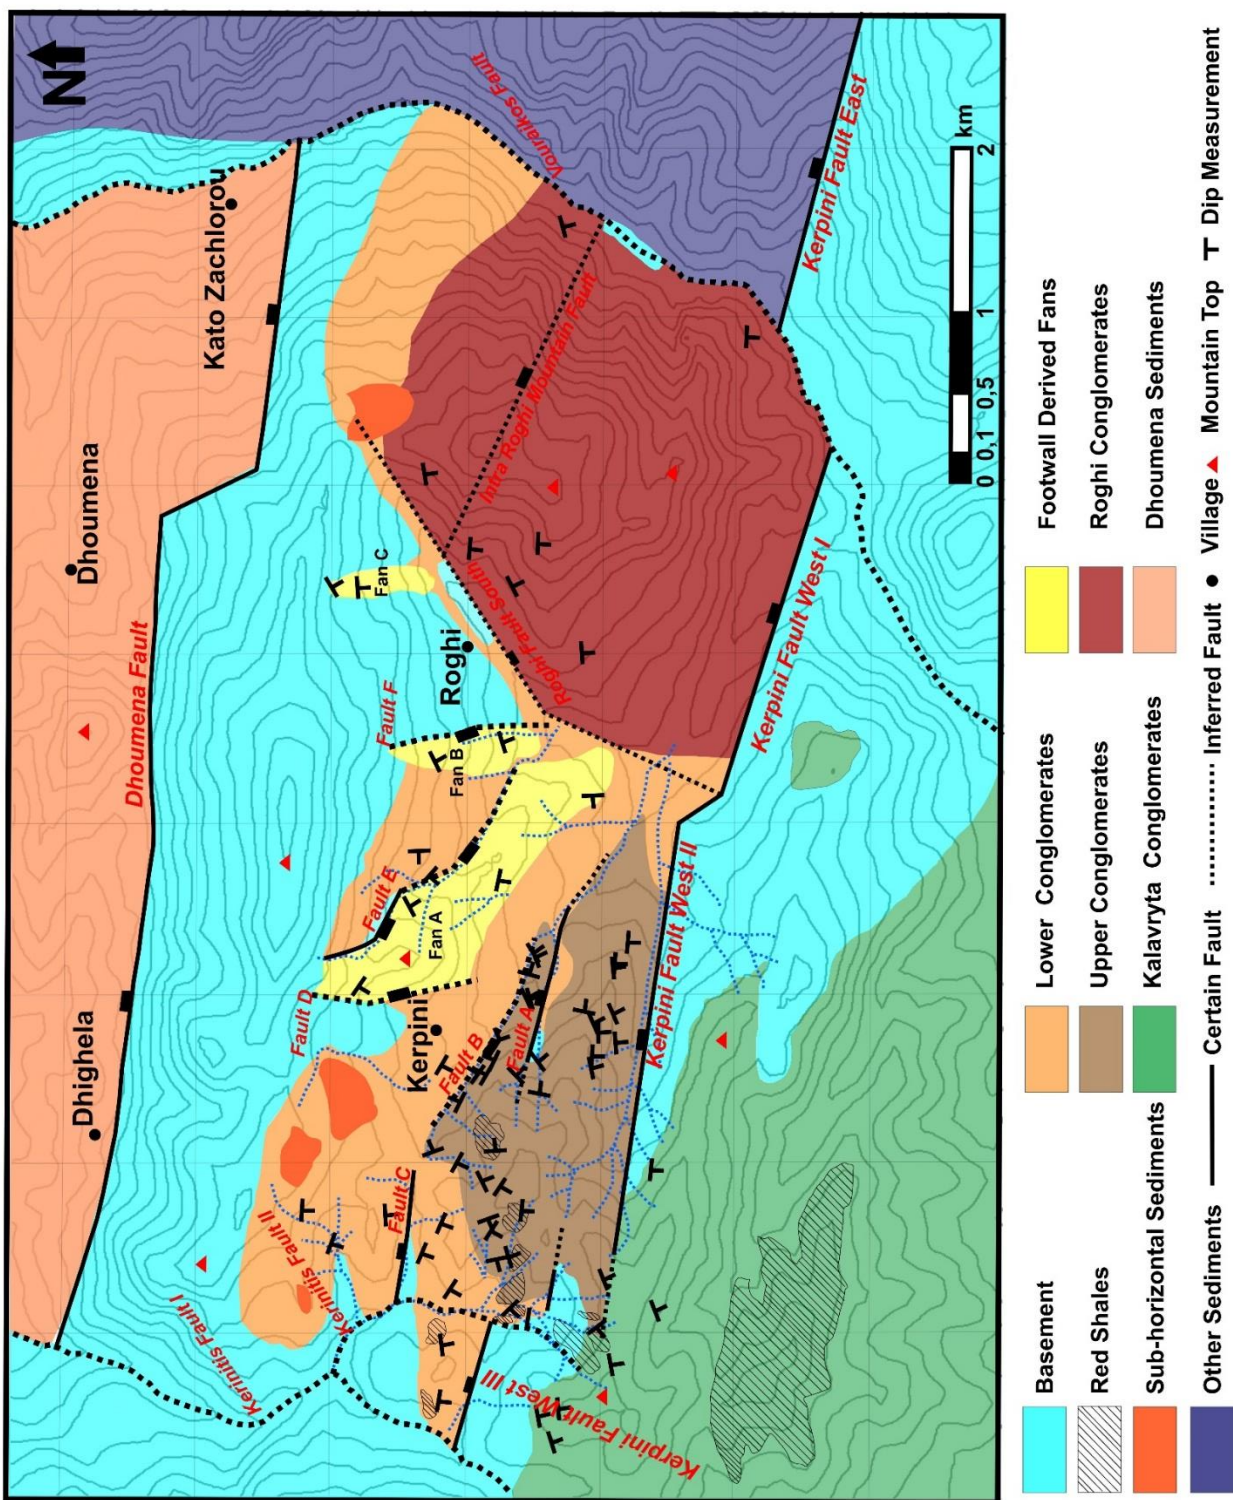 N
Dhighela
Dhoumena
Kato Zachlorou
Dhoumena Fault
Kerinitis Fault I
Kerinitis Fault II
Kerinitis Fault
Fault D
Fault E
Fault F
Fan A
Fan B
Fan C
Kerpini
Roghi
Fault C
Fault B
Fault A
Roghi Fault South
Intra Roghi Mountain Fault
Vouraikos Fault
Kerpini Fault West III
Kerpini Fault West II
Kerpini Fault West I
Kerpini Fault East
0 0,1 0,5 1 2
km
Basement
Lower Conglomerates
Footwall Derived Fans
Red Shales
Upper Conglomerates
Roghi Conglomerates
Sub-horizontal Sediments
Kalavryta Conglomerates
Dhoumena Sediments
Other Sediments
Certain Fault
Inferred Fault
Village
Mountain Top
Dip Measurement